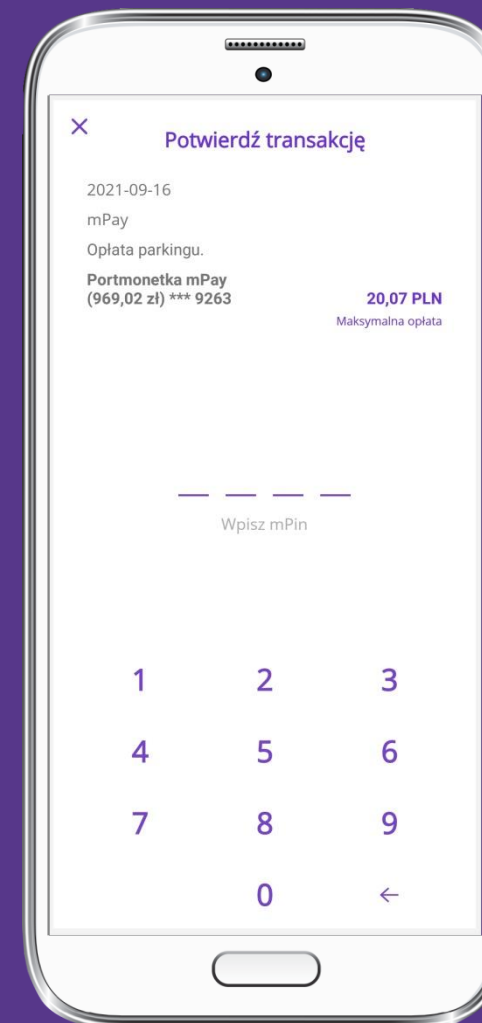 Potwierdź transakcję
2021-09-16
mPay
Opłata parkingu.
Portmonetka mPay
(969,02 zł) *** 9263
20,07 PLN
Maksymalna opłata
Wpisz mPin
1 2 3
4 5 6
7 8 9
0